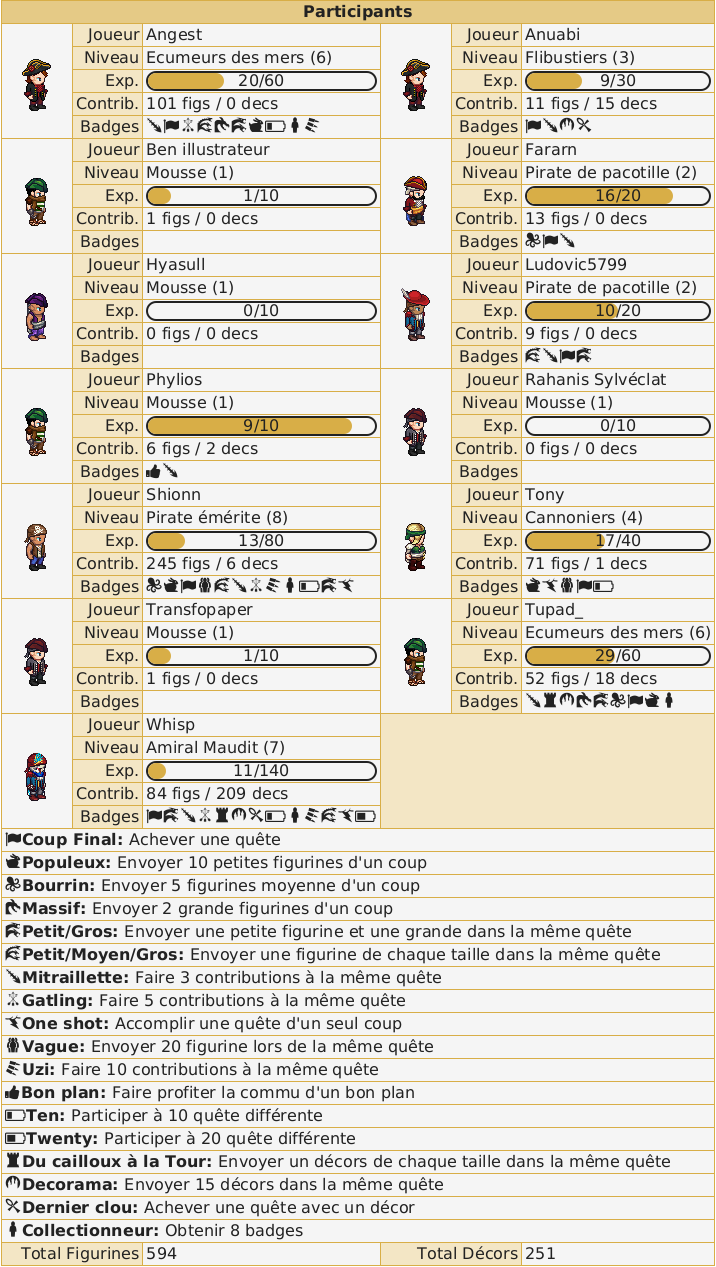 Participants
Joueur Angest
Niveau Ecumeurs des mers (6)
Exp. 20/60
Contrib. 101 figs / 0 decs
Badges
Joueur Anuabi
Niveau Flibustiers (3)
Exp. 9/30
Contrib. 11 figs / 15 decs
Badges
Joueur Ben illustrateur
Niveau Mousse (1)
Exp. 1/10
Contrib. 1 figs / 0 decs
Badges
Joueur Fararn
Niveau Pirate de pacotille (2)
Exp. 16/20
Contrib. 13 figs / 0 decs
Badges
Joueur Hyasull
Niveau Mousse (1)
Exp. 0/10
Contrib. 0 figs / 0 decs
Badges
Joueur Ludovic5799
Niveau Pirate de pacotille (2)
Exp. 10/20
Contrib. 9 figs / 0 decs
Badges
Joueur Phylios
Niveau Mousse (1)
Exp. 9/10
Contrib. 6 figs / 2 decs
Badges
Joueur Rahanis Sylvéclat
Niveau Mousse (1)
Exp. 0/10
Contrib. 0 figs / 0 decs
Badges
Joueur Shionn
Niveau Pirate émérite (8)
Exp. 13/80
Contrib. 245 figs / 6 decs
Badges
Joueur Tony
Niveau Cannoniers (4)
Exp. 17/40
Contrib. 71 figs / 1 decs
Badges
Joueur Transfopaper
Niveau Mousse (1)
Exp. 1/10
Contrib. 1 figs / 0 decs
Badges
Joueur Tupad_
Niveau Ecumeurs des mers (6)
Exp. 29/60
Contrib. 52 figs / 18 decs
Badges
Joueur Whisp
Niveau Amiral Maudit (7)
Exp. 11/140
Contrib. 84 figs / 209 decs
Badges
Coup Final: Achever une quête
Populeux: Envoyer 10 petites figurines d'un coup
Bourrin: Envoyer 5 figurines moyenne d'un coup
Massif: Envoyer 2 grande figurines d'un coup
Petit/Gros: Envoyer une petite figurine et une grande dans la même quête
Petit/Moyen/Gros: Envoyer une figurine de chaque taille dans la même quête
Mitraillette: Faire 3 contributions à la même quête
Gatling: Faire 5 contributions à la même quête
One shot: Accomplir une quête d'un seul coup
Vague: Envoyer 20 figurine lors de la même quête
Uzi: Faire 10 contributions à la même quête
Bon plan: Faire profiter la commu d'un bon plan
Ten: Participer à 10 quête différente
Twenty: Participer à 20 quête différente
Du cailloux à la Tour: Envoyer un décors de chaque taille dans la même quête
Decorama: Envoyer 15 décors dans la même quête
Dernier clou: Achever une quête avec un décor
Collectionneur: Obtenir 8 badges
Total Figurines 594
Total Décors 251